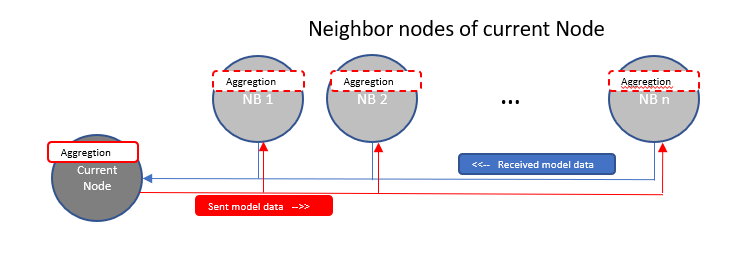 Neighbor nodes of current Node
Aggregtion
Aggregtion
Aggregtion
NB 1
NB 2
...
NB n
Aggregtion
Current
Node
<<-- Received model data
Sent model data -->>